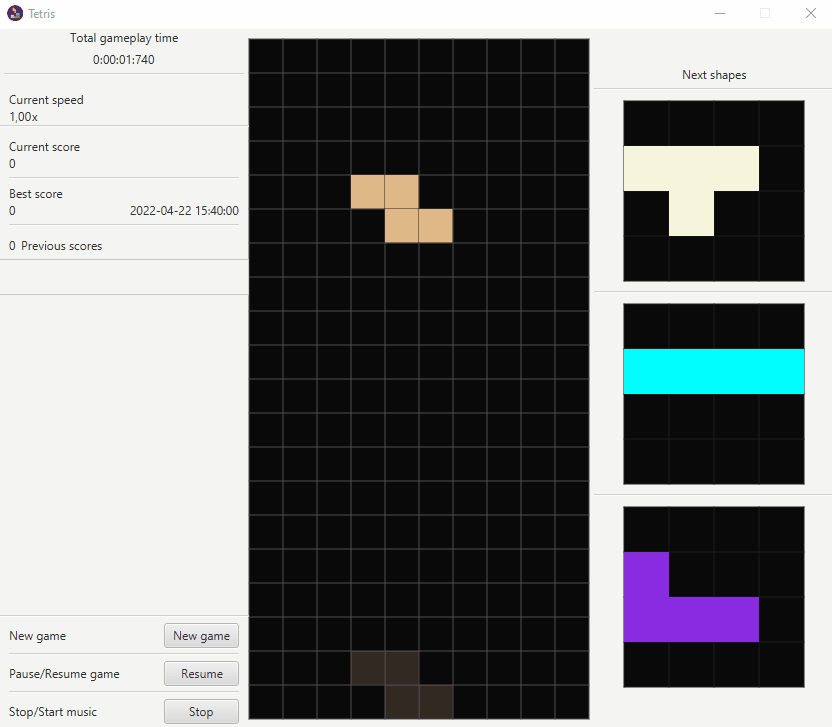 Tetris
Total gameplay time
0:00:01:740
Current speed
1,00x
Current score
0
Best score
0 2022-04-22 15:40:00
0 Previous scores
New game New game
Pause/Resume game Resume
Stop/Start music Stop
Next shapes